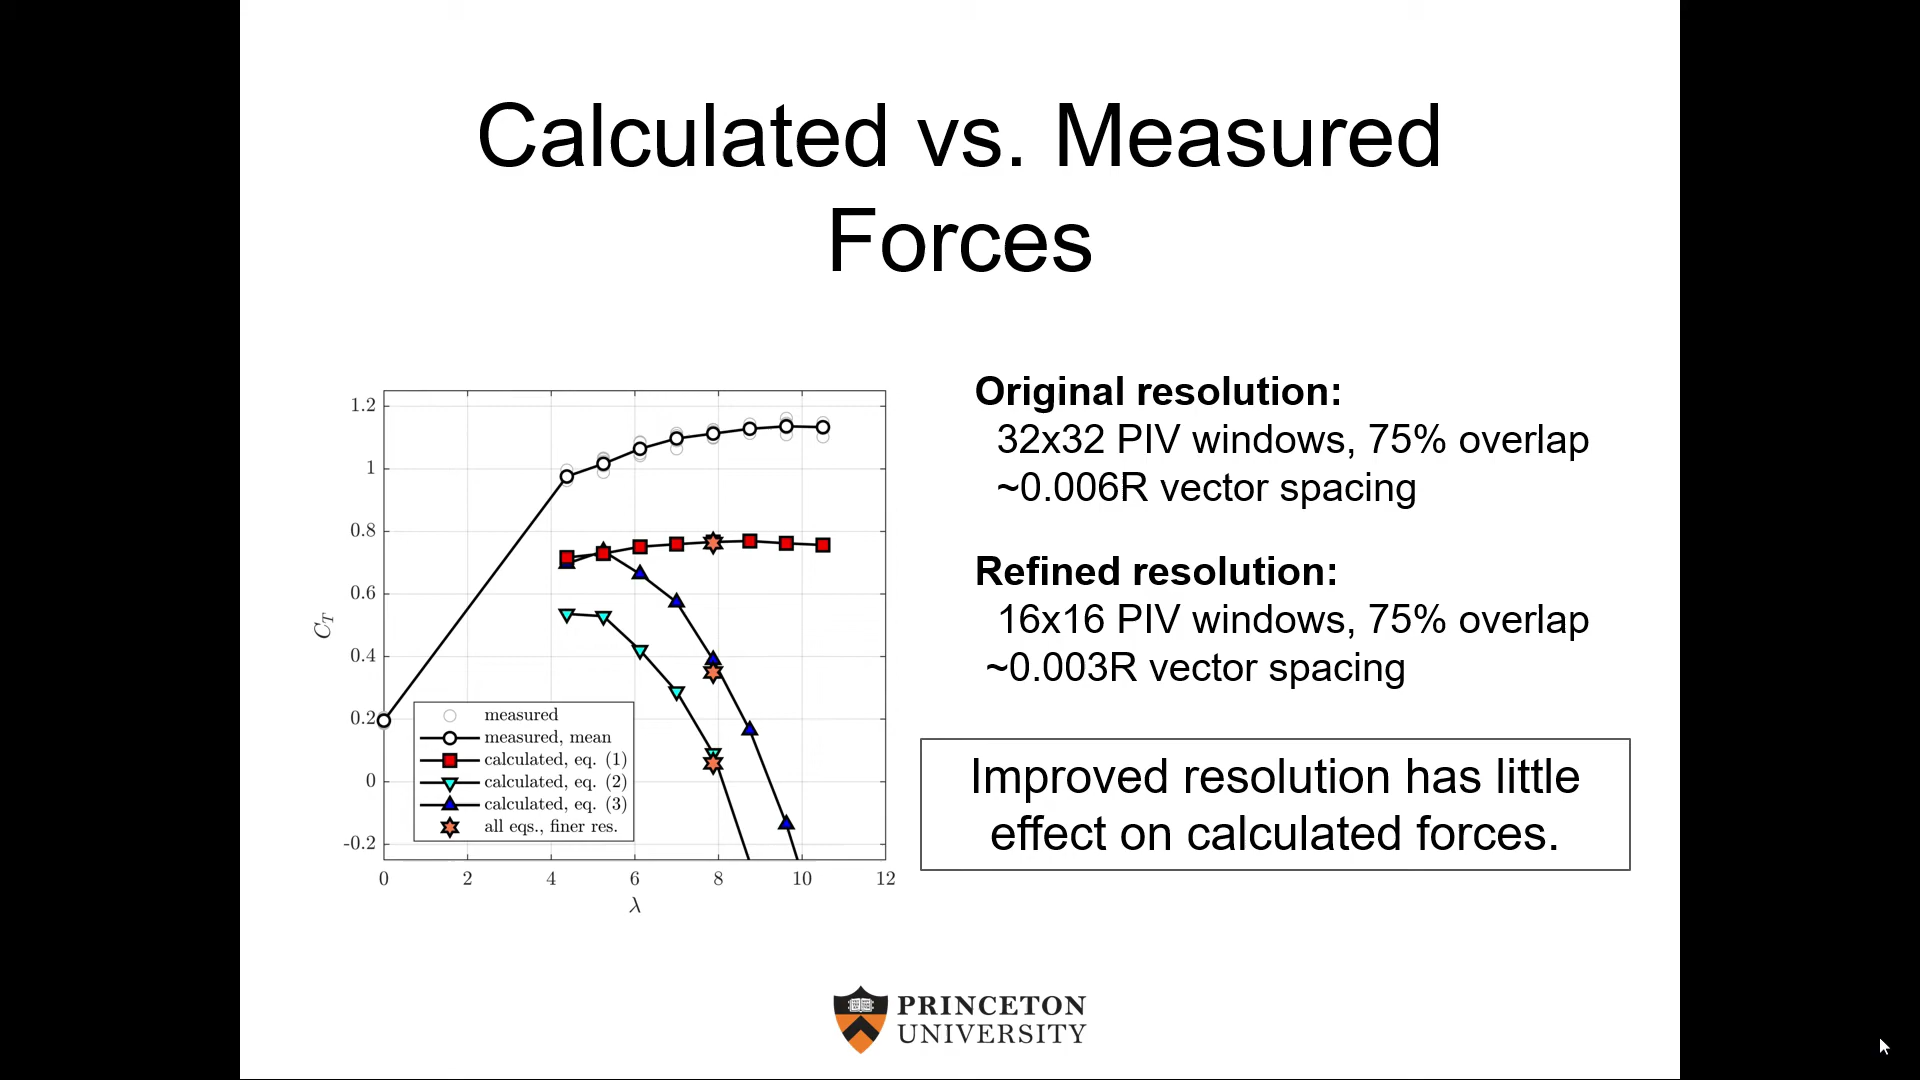 Calculated vs. Measured
Forces
1.2
1
0.8
0.6
0.4
0.2
0
-0.2
C_T
0 2 4 6 8 10 12
λ
measured
measured, mean
calculated, eq. (1)
calculated, eq. (2)
calculated, eq. (3)
all eqs., finer res.
Original resolution:
32x32 PIV windows, 75% overlap
~0.006R vector spacing
Refined resolution:
16x16 PIV windows, 75% overlap
~0.003R vector spacing
Improved resolution has little
effect on calculated forces.
PRINCETON
UNIVERSITY